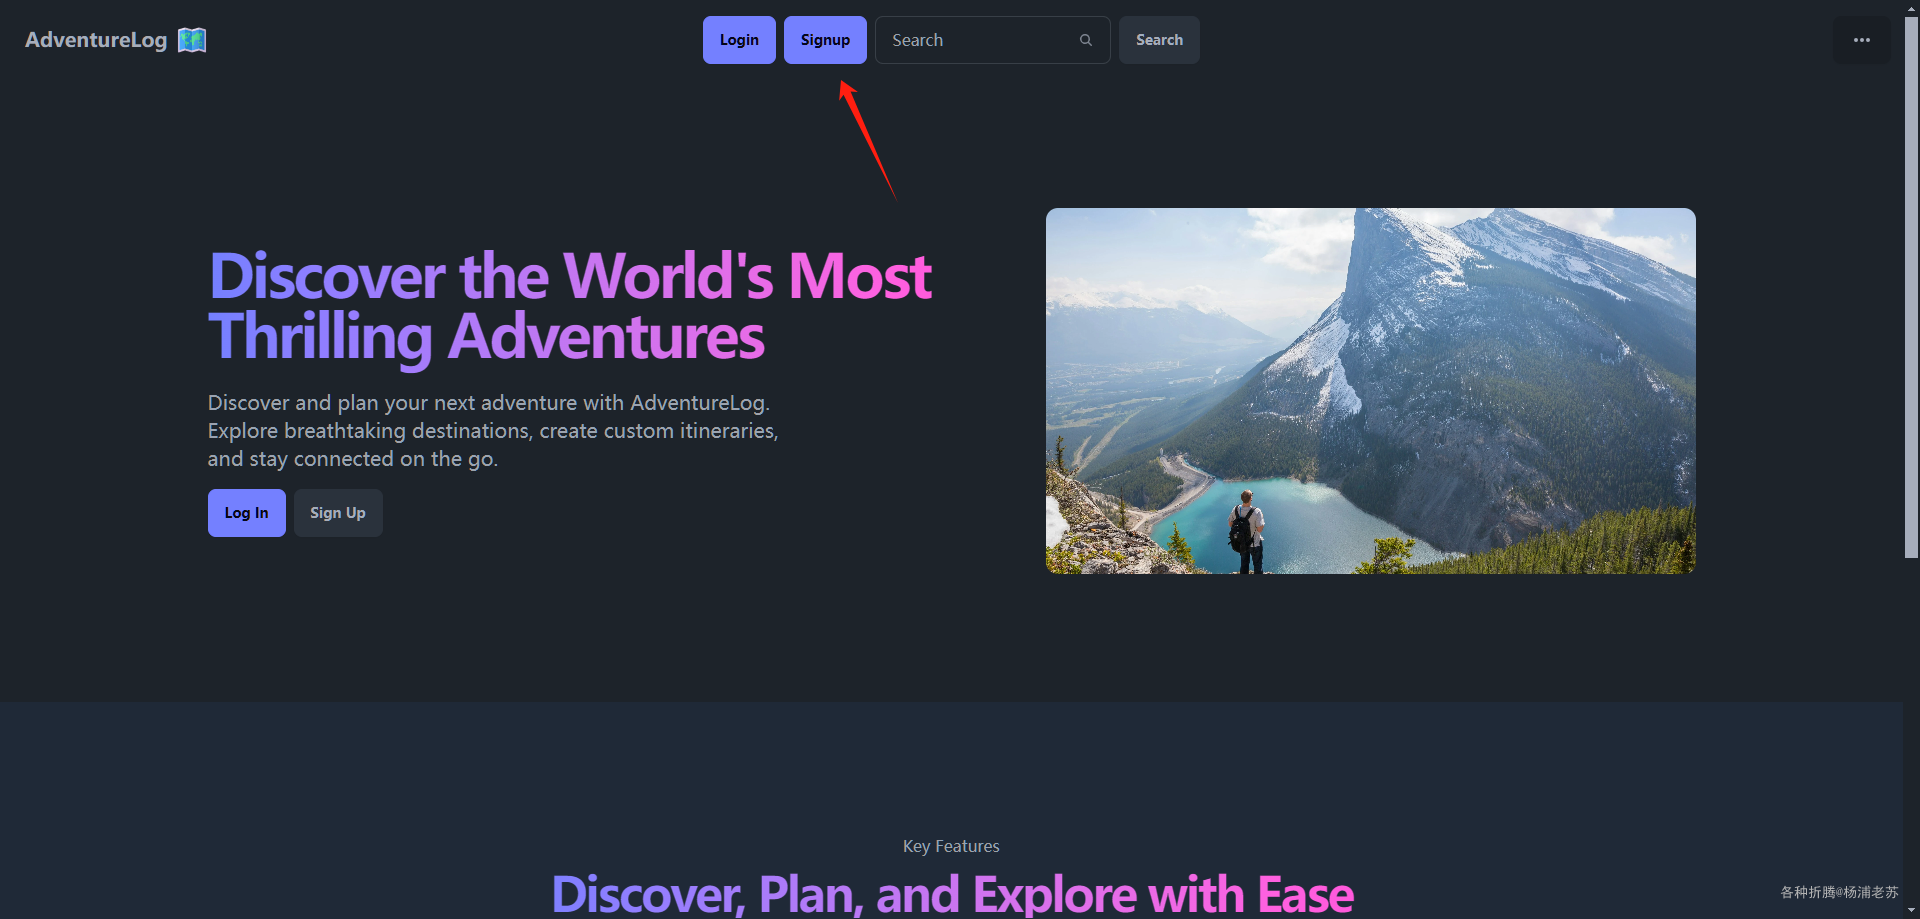 AdventureLog
Login
Signup
Search
Search
Discover the World's Most
Thrilling Adventures
Discover and plan your next adventure with AdventureLog.
Explore breathtaking destinations, create custom itineraries,
and stay connected on the go.
Log In
Sign Up
Key Features
Discover, Plan, and Explore with Ease
各种折腾@杨浦老苏